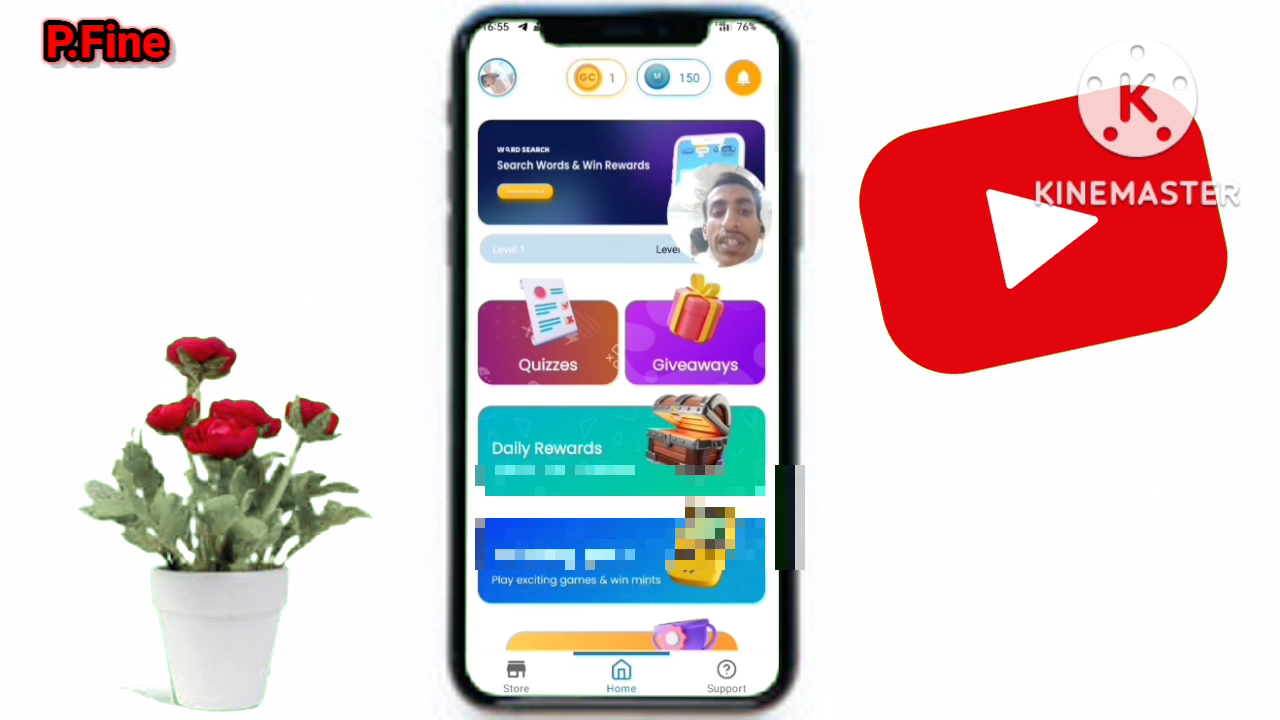 P.Fine
16:55
76%
GC 1
M 150
WORD SEARCH
Search Words & Win Rewards
Level 1
Level
Quizzes
Giveaways
Daily Rewards
Play exciting games & win mints
Store
Home
Support
K
KINEMASTER